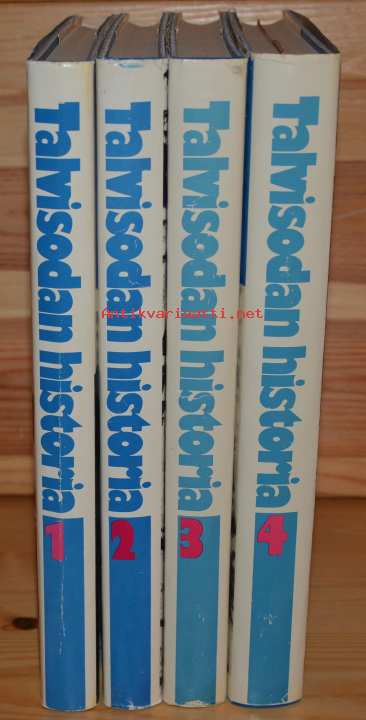 Talvisodan historia 1
Talvisodan historia 2
Talvisodan historia 3
Talvisodan historia 4
Antikvariaatti.net